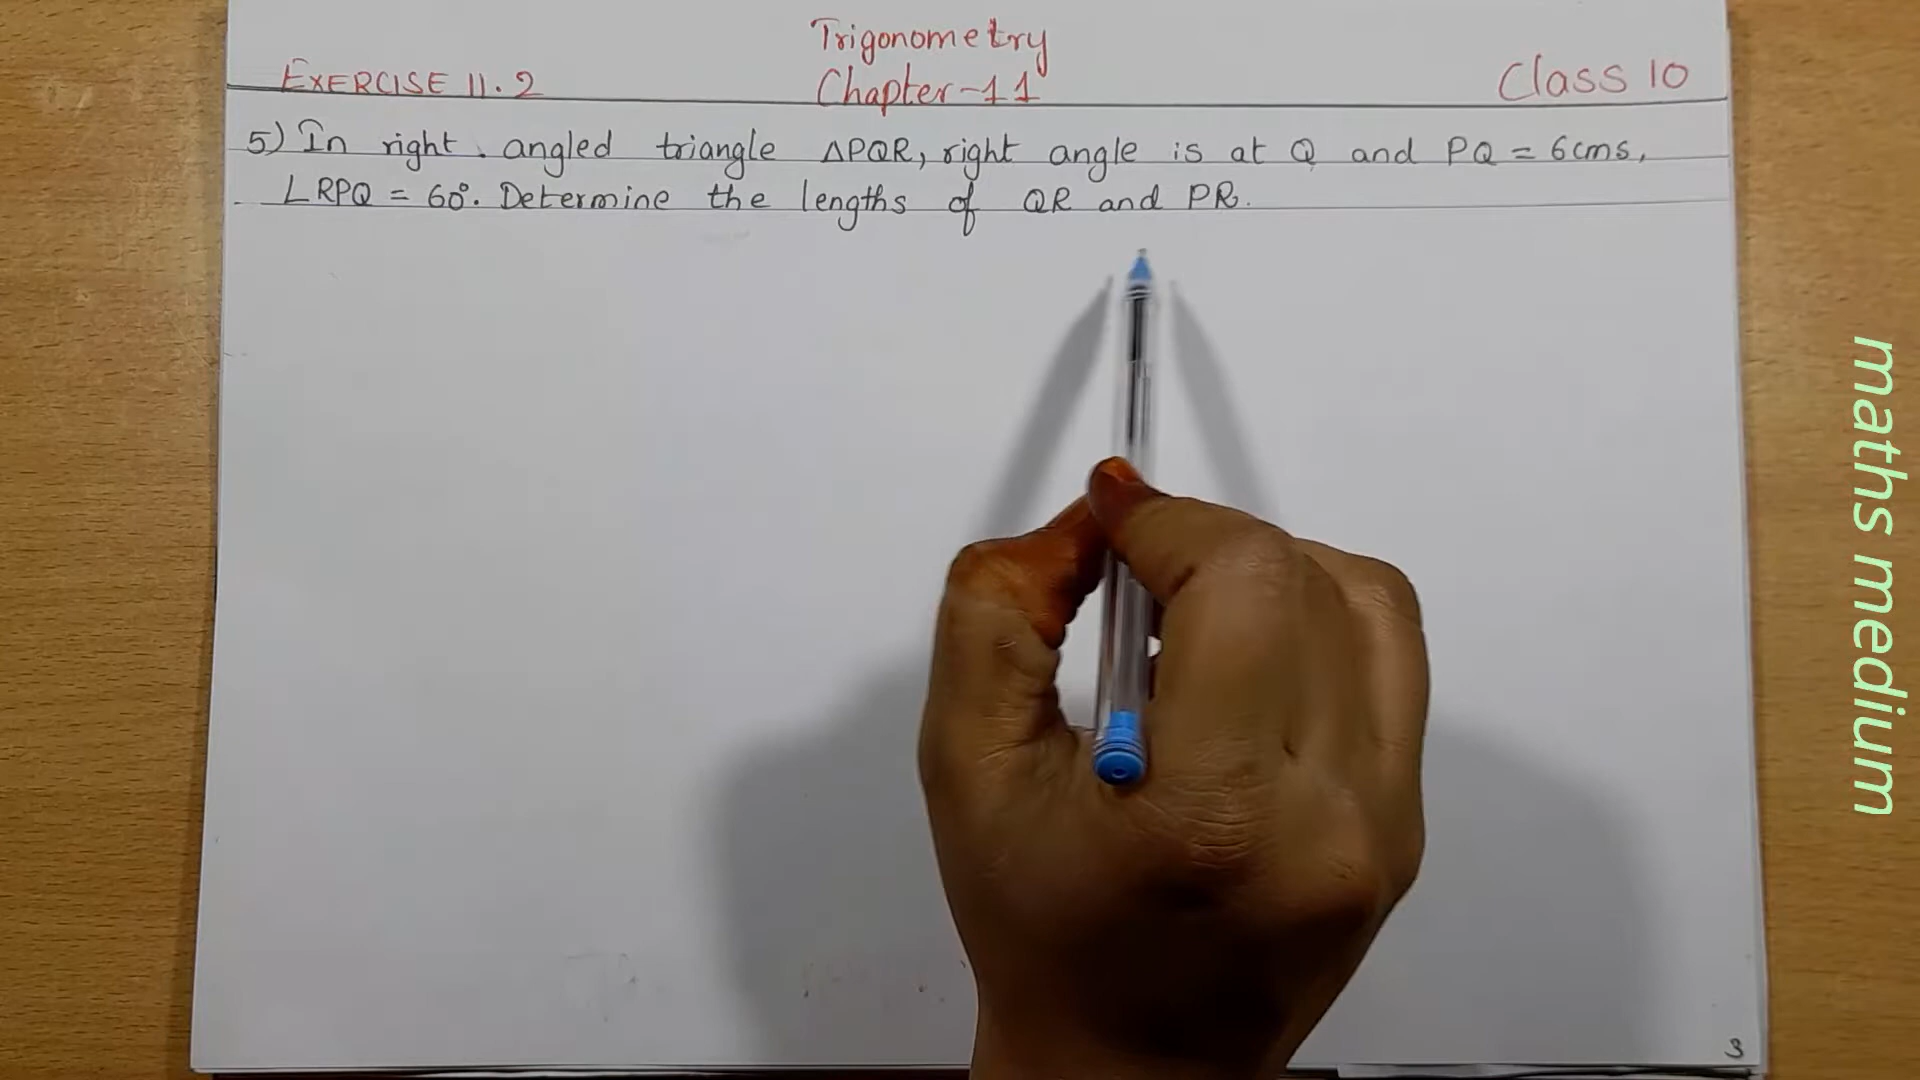 Trigonometry
EXERCISE 11.2 Chapter-11 Class 10
5) In right angled triangle ΔPQR, right angle is at Q and PQ = 6cms,
∠RPQ = 60°. Determine the lengths of QR and PR.
maths medium
3